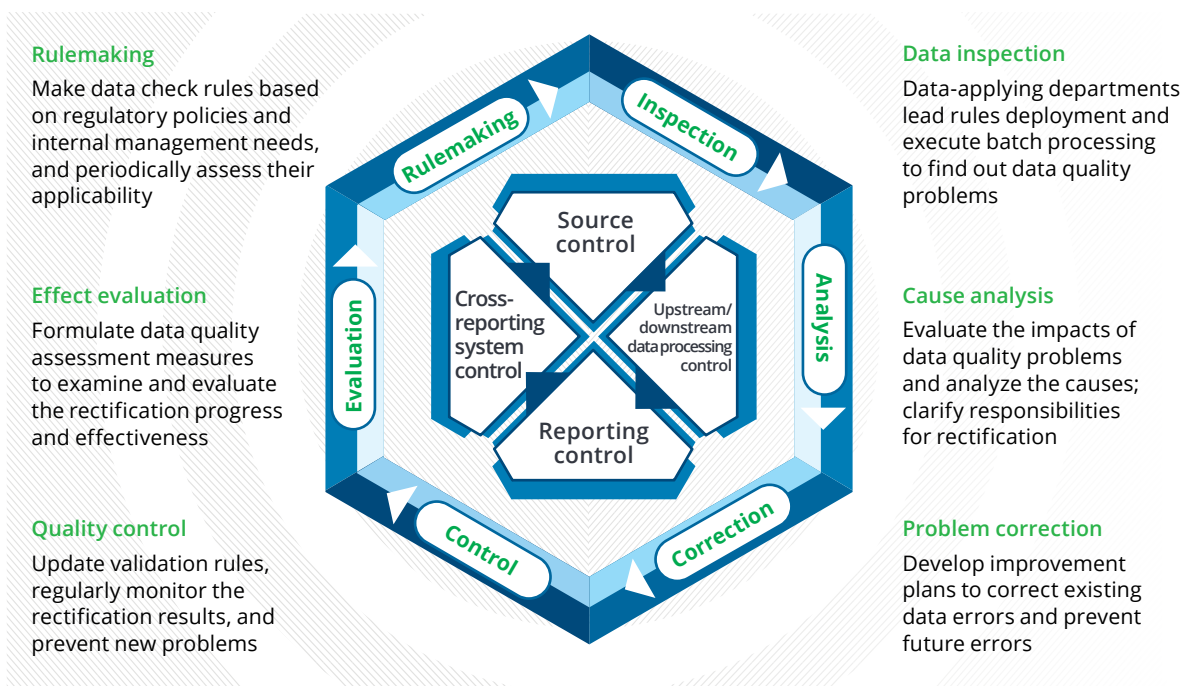 Rulemaking
Make data check rules based
on regulatory policies and
internal management needs,
and periodically assess their
applicability
Effect evaluation
Formulate data quality
assessment measures
to examine and evaluate
the rectification progress
and effectiveness
Quality control
Update validation rules,
regularly monitor the
rectification results, and
prevent new problems
Rulemaking
Inspection
Analysis
Correction
Control
Evaluation
Source
control
Cross-
reporting
system
control
Upstream/
downstream
data processing
control
Reporting
control
Data inspection
Data-applying departments
lead rules deployment and
execute batch processing
to find out data quality
problems
Cause analysis
Evaluate the impacts of
data quality problems
and analyze the causes;
clarify responsibilities
for rectification
Problem correction
Develop improvement
plans to correct existing
data errors and prevent
future errors